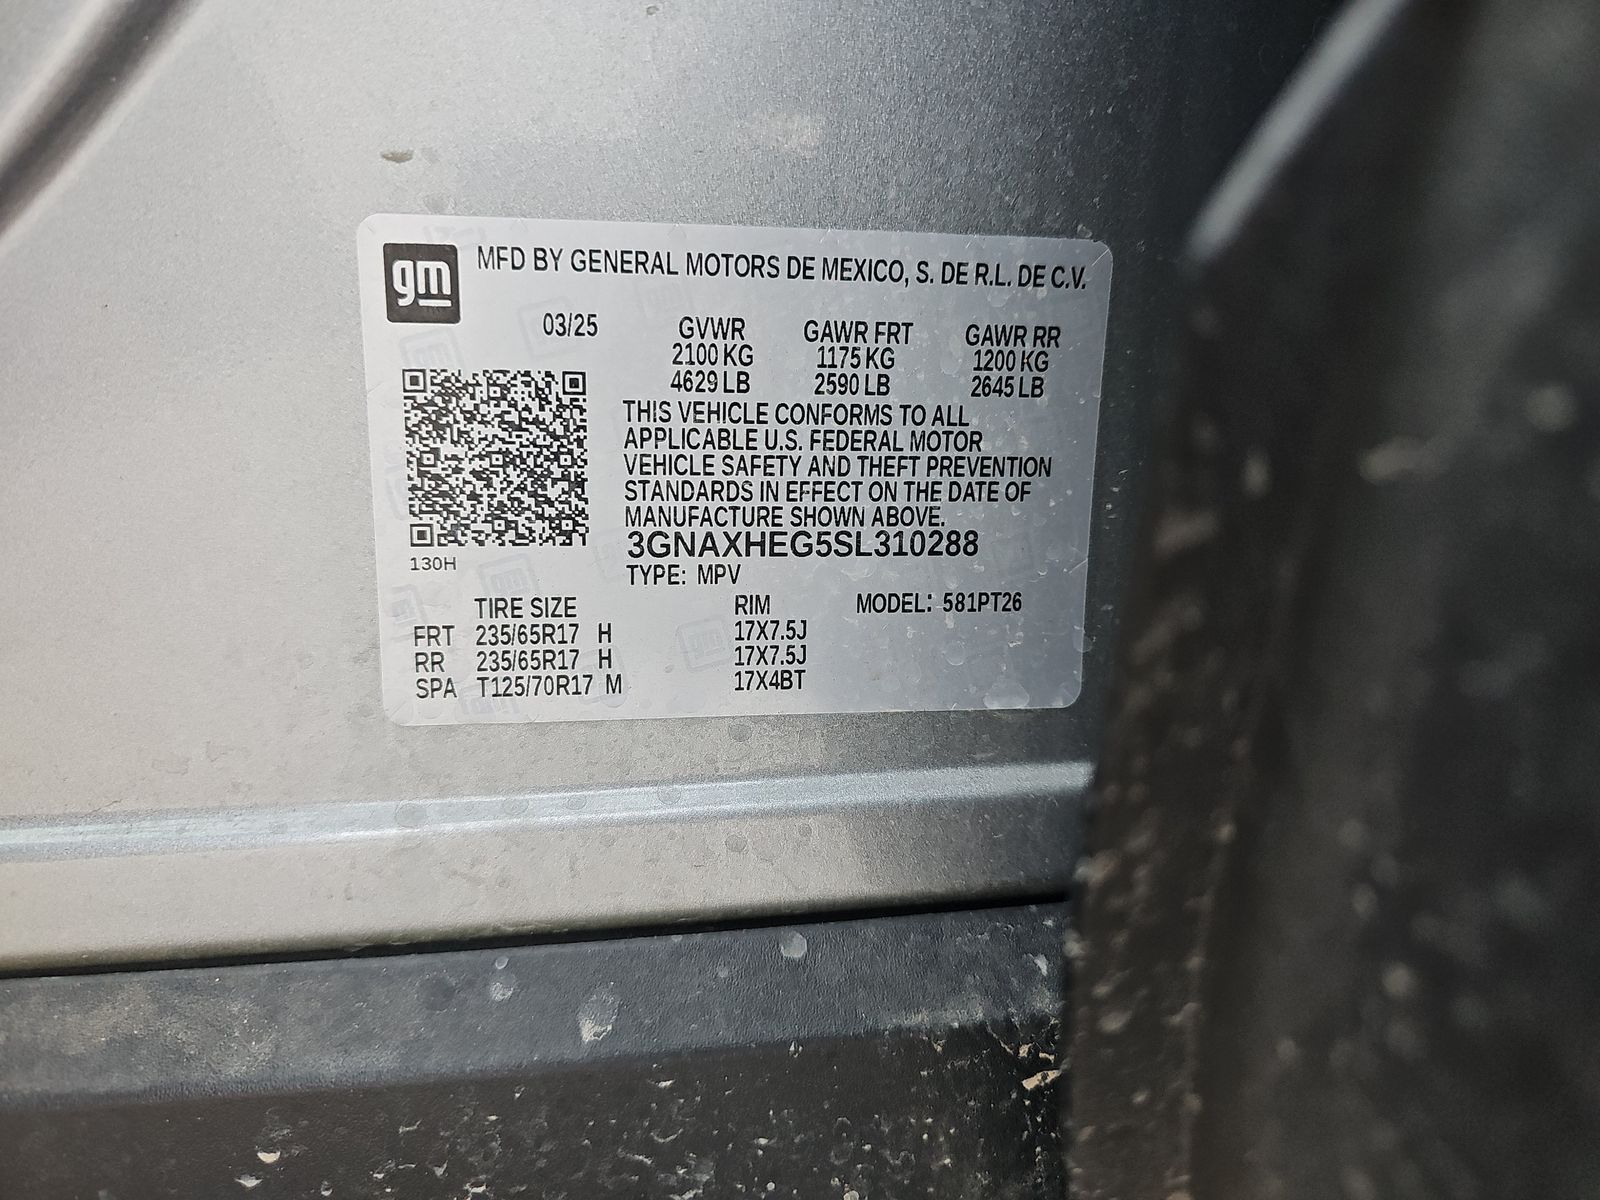 gm
MFD BY GENERAL MOTORS DE MEXICO, S. DE R.L. DE C.V.
03/25 GVWR GAWR FRT GAWR RR
2100 KG 1175 KG 1200 KG
4629 LB 2590 LB 2645 LB
THIS VEHICLE CONFORMS TO ALL
APPLICABLE U.S. FEDERAL MOTOR
VEHICLE SAFETY AND THEFT PREVENTION
STANDARDS IN EFFECT ON THE DATE OF
MANUFACTURE SHOWN ABOVE.
3GNAXHEG5SL310288
130H
TYPE: MPV
TIRE SIZE RIM MODEL: 581PT26
FRT 235/65R17 H 17X7.5J
RR 235/65R17 H 17X7.5J
SPA T125/70R17 M 17X4BT